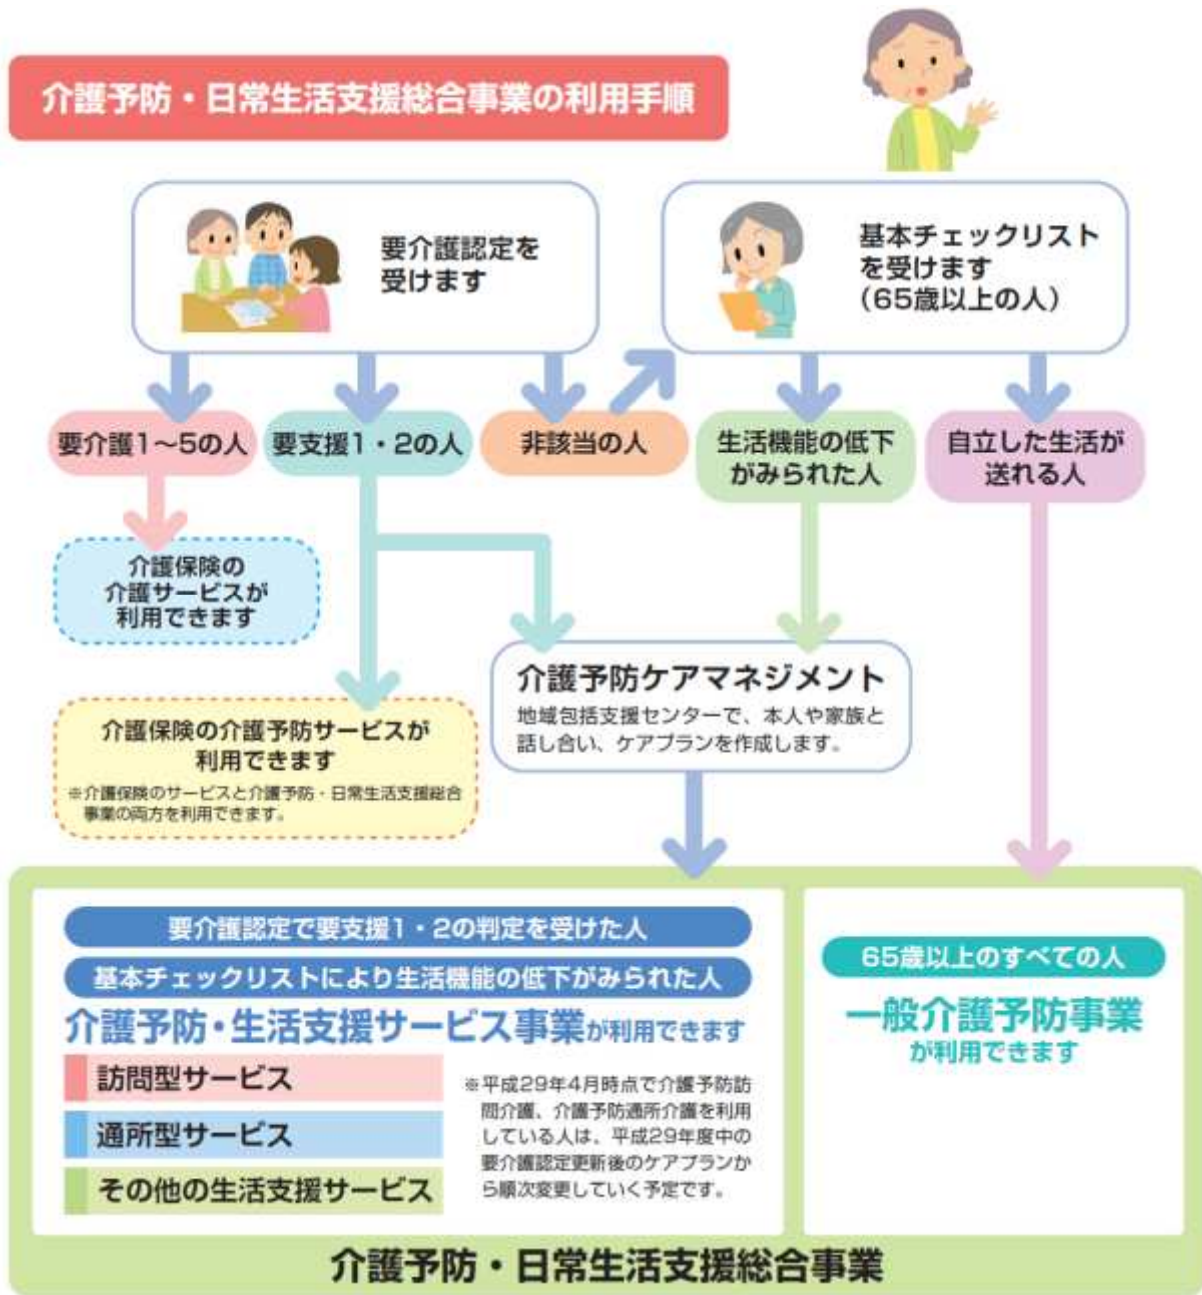 介護予防・日常生活支援総合事業の利用手順
要介護認定を
受けます
基本チェックリスト
を受けます
（65歳以上の人）
要介護1～5の人
要支援1・2の人
非該当の人
生活機能の低下
がみられた人
自立した生活が
送れる人
介護保険の
介護サービスが
利用できます
介護予防ケアマネジメント
地域包括支援センターで、本人や家族と
話し合い、ケアプランを作成します。
介護保険の介護予防サービスが
利用できます
※介護保険のサービスと介護予防・日常生活支援総合
事業の両方を利用できます。
要介護認定で要支援1・2の判定を受けた人
基本チェックリストにより生活機能の低下がみられた人
介護予防・生活支援サービス事業が利用できます
訪問型サービス
通所型サービス
その他の生活支援サービス
※平成29年4月時点で介護予防訪
問介護、介護予防通所介護を利用
している人は、平成29年度中の
要介護認定更新後のケアプランか
ら順次変更していく予定です。
65歳以上のすべての人
一般介護予防事業
が利用できます
介護予防・日常生活支援総合事業